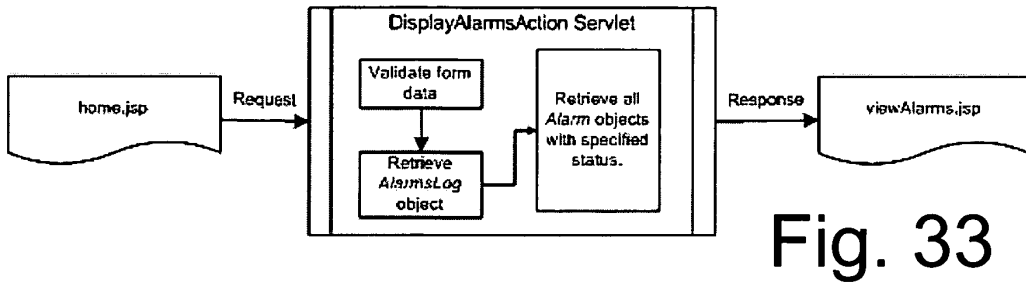 DisplayAlarmsAction Servlet
home.jsp
Request
Validate form
data
Retrieve
AlarmsLog
object
Retrieve all
Alarm objects
with specified
status.
Response
viewAlarms.jsp
Fig. 33